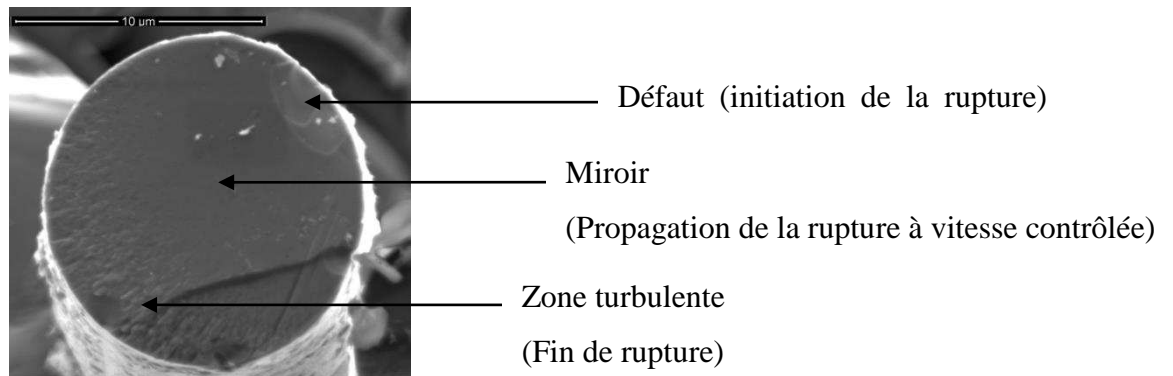 10 µm
Défaut (initiation de la rupture)
Miroir
(Propagation de la rupture à vitesse contrôlée)
Zone turbulente
(Fin de rupture)